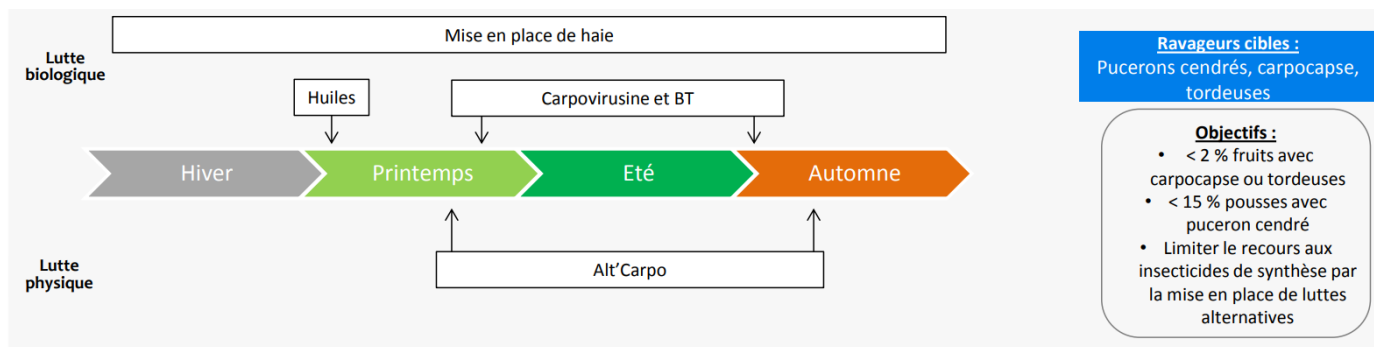 Mise en place de haie
Lutte
biologique
Huiles
Carpovirusine et BT
Hiver
Printemps
Eté
Automne
Alt'Carpo
Lutte
physique
Ravageurs cibles :
Pucerons cendrés, carpocapse,
tordeuses
Objectifs :
• < 2 % fruits avec
carpocapse ou tordeuses
• < 15 % pousses avec
puceron cendré
• Limiter le recours aux
insecticides de synthèse par
la mise en place de luttes
alternatives